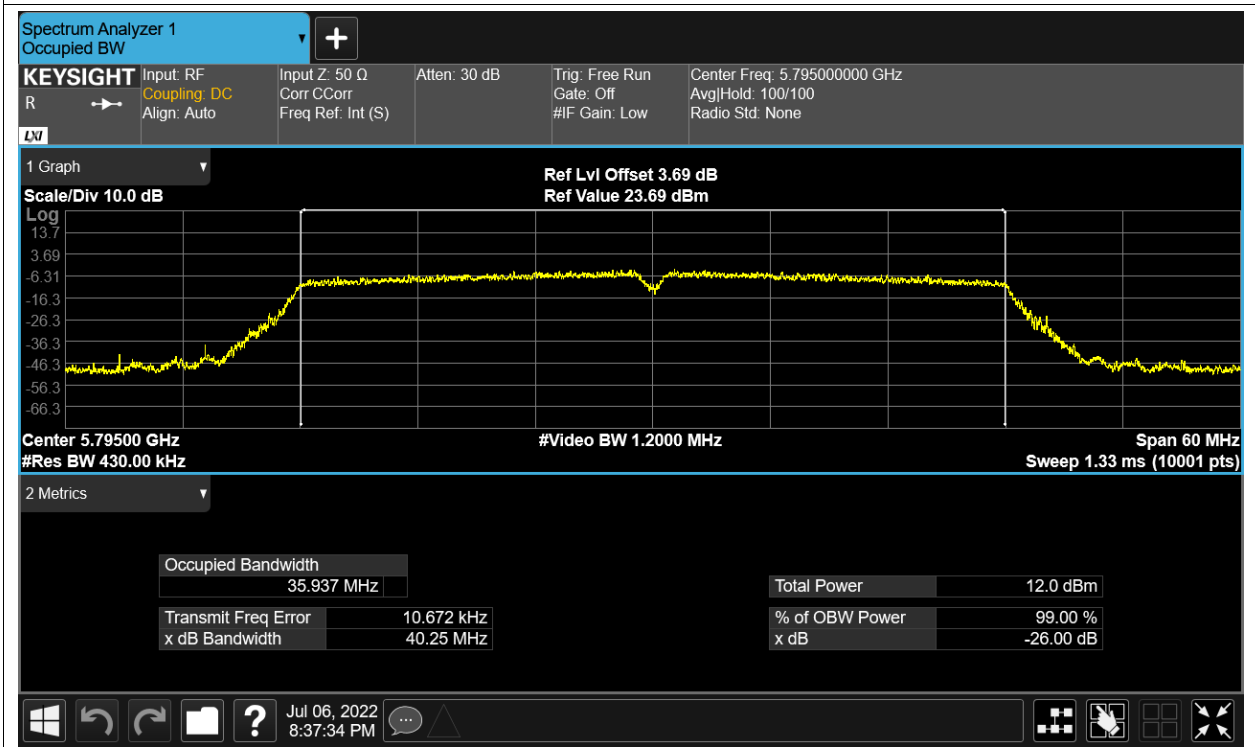 Spectrum Analyzer 1
Occupied BW
KEYSIGHT
R
LXI
Input: RF
Coupling: DC
Align: Auto
Input Z: 50 Ω
Corr CCorr
Freq Ref: Int (S)
Atten: 30 dB
Trig: Free Run
Gate: Off
#IF Gain: Low
Center Freq: 5.795000000 GHz
Avg|Hold: 100/100
Radio Std: None
1 Graph
Scale/Div 10.0 dB
Ref Lvl Offset 3.69 dB
Ref Value 23.69 dBm
Log
13.7
3.69
-6.31
-16.3
-26.3
-36.3
-46.3
-56.3
-66.3
Center 5.79500 GHz
#Video BW 1.2000 MHz
Span 60 MHz
#Res BW 430.00 kHz
Sweep 1.33 ms (10001 pts)
2 Metrics
Occupied Bandwidth
35.937 MHz
Total Power 12.0 dBm
Transmit Freq Error 10.672 kHz
% of OBW Power 99.00 %
x dB Bandwidth 40.25 MHz
x dB -26.00 dB
?
Jul 06, 2022
8:37:34 PM